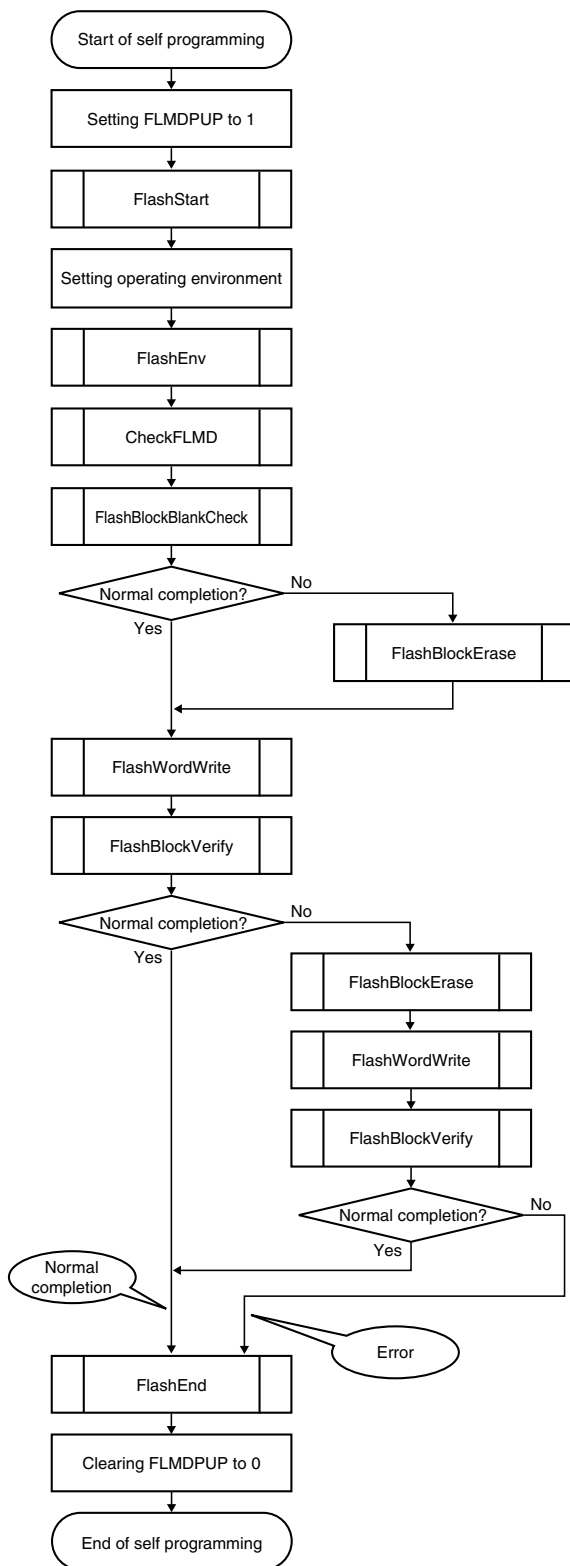 Start of self programming
Setting FLMDPUP to 1
FlashStart
Setting operating environment
FlashEnv
CheckFLMD
FlashBlockBlankCheck
Normal completion?
No
Yes
FlashBlockErase
FlashWordWrite
FlashBlockVerify
Normal completion?
No
Yes
FlashBlockErase
FlashWordWrite
FlashBlockVerify
Normal completion?
No
Yes
Normal
completion
Error
FlashEnd
Clearing FLMDPUP to 0
End of self programming